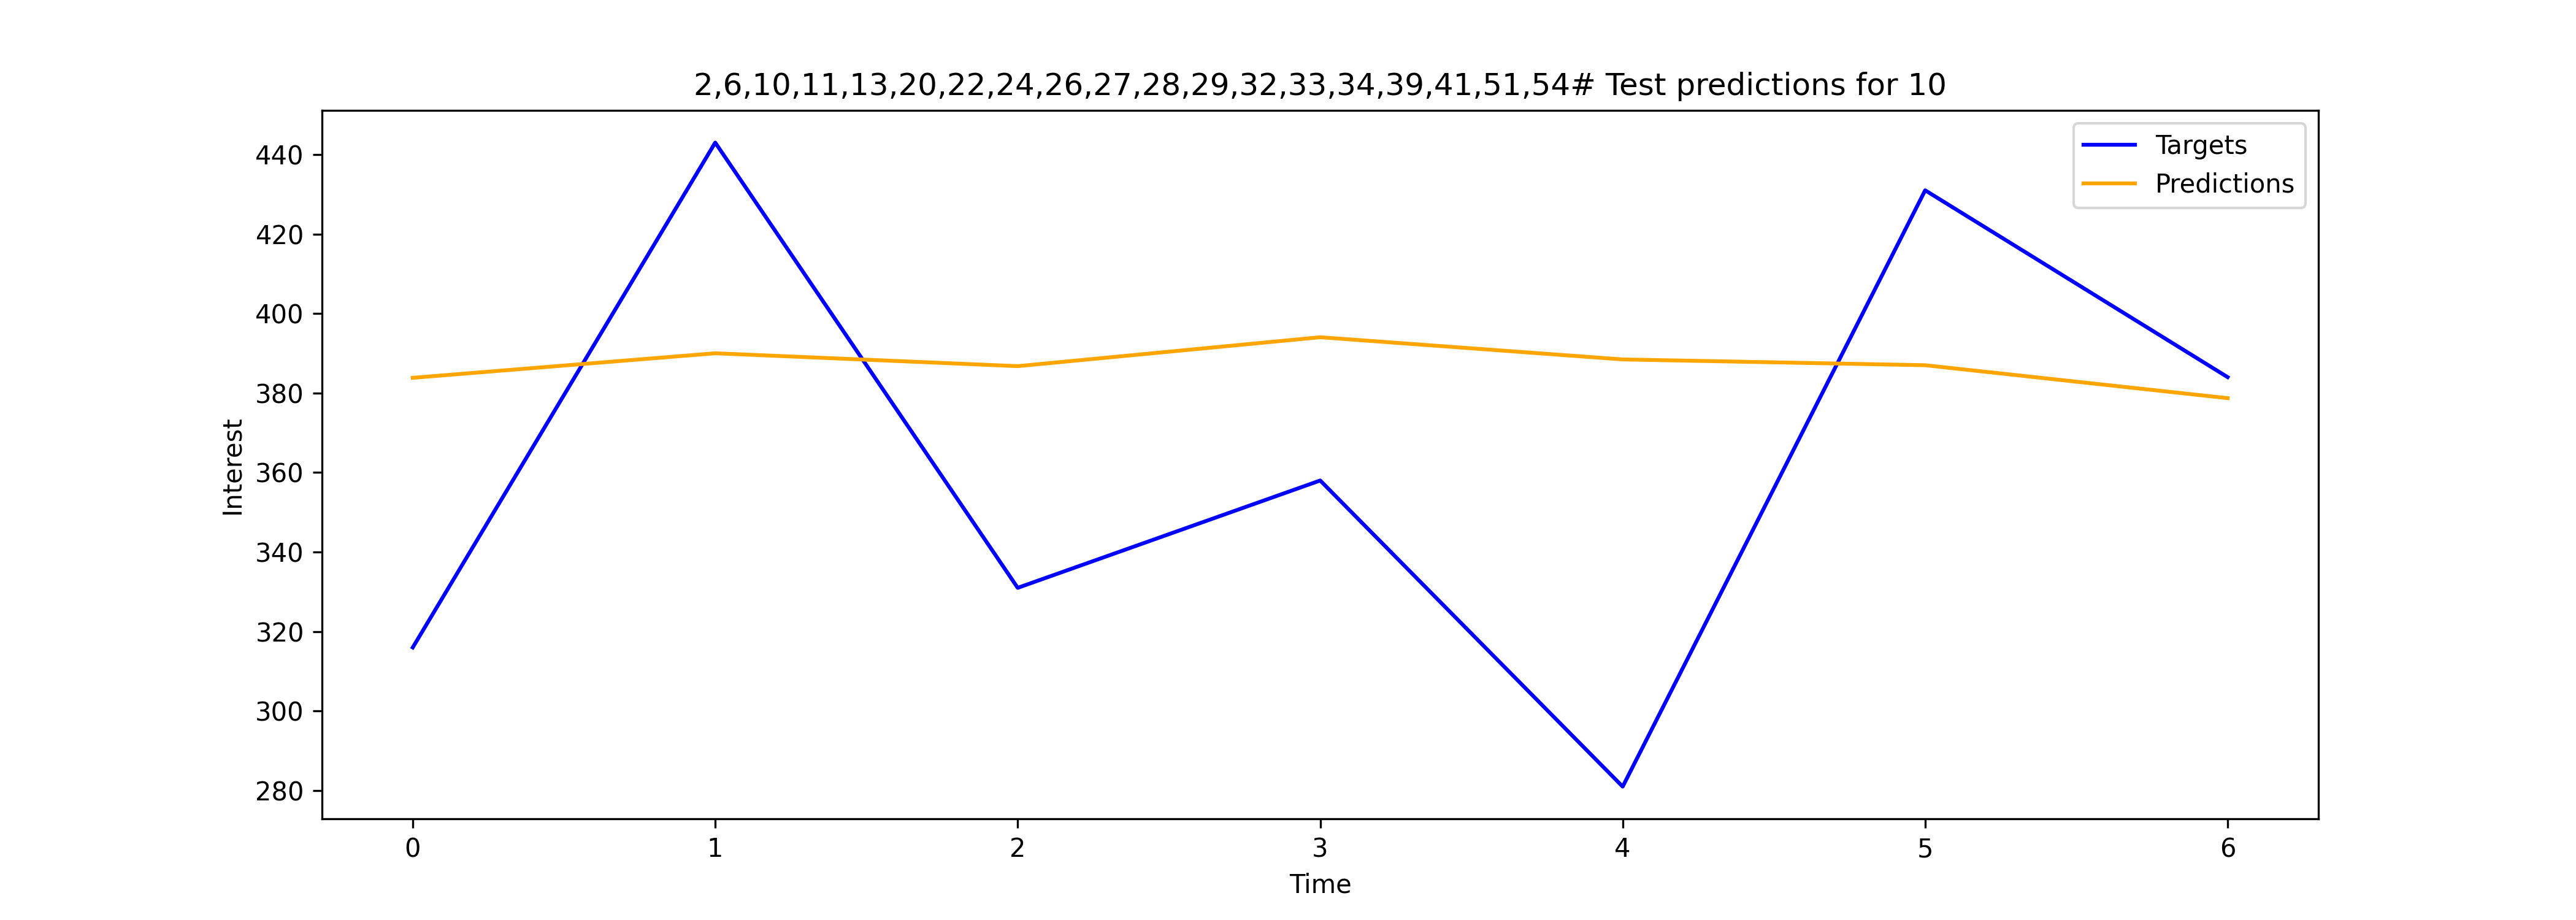 2,6,10,11,13,20,22,24,26,27,28,29,32,33,34,39,41,51,54# Test predictions for 10
Targets
Predictions
440
420
400
380
360
340
320
300
280
Interest
0 1 2 3 4 5 6
Time